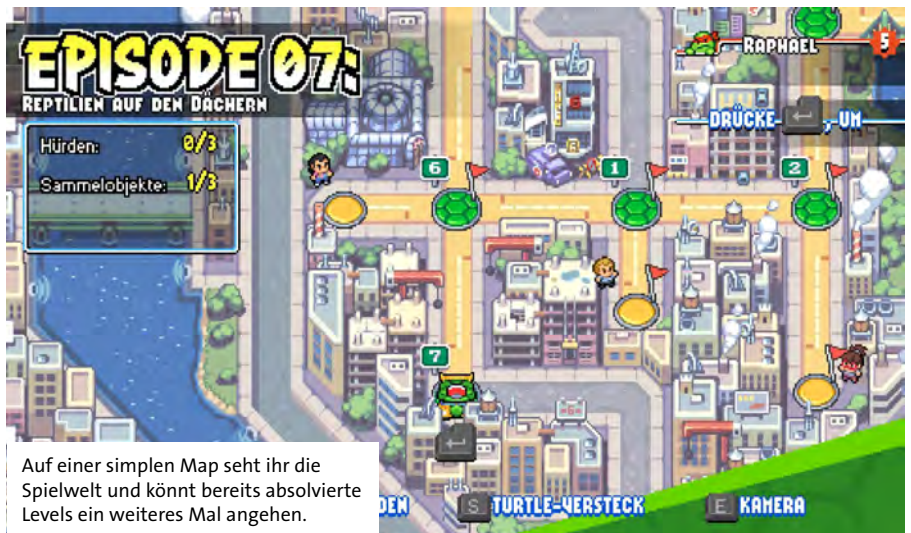 EPISODE 07:
REPTILIEN AUF DEN DÄCHERN
Hürden: 0/3
Sammelobjekte: 1/3
RAPHAEL 5
DRÜCKE ↵, UM
6
1
2
7
↵
DEN
S TURTLE-VERSTECK
E KAMERA
Auf einer simplen Map seht ihr die
Spielwelt und könnt bereits absolvierte
Levels ein weiteres Mal angehen.